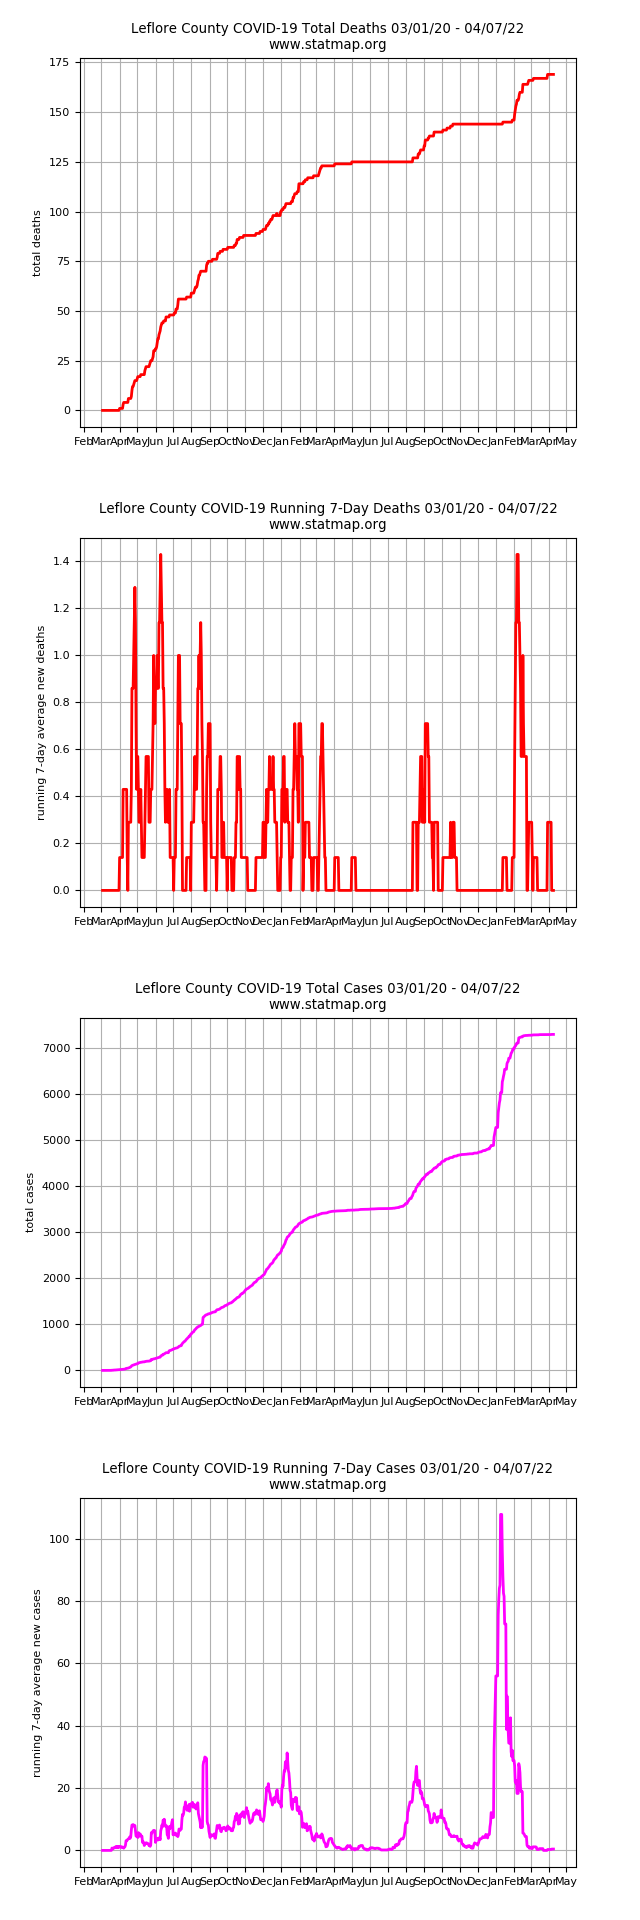 Leflore County COVID-19 Total Deaths 03/01/20 - 04/07/22
www.statmap.org
175
150
125
100
75
50
25
0
total deaths
Feb Mar Apr May Jun Jul Aug Sep Oct Nov Dec Jan Feb Mar Apr May Jun Jul Aug Sep Oct Nov Dec Jan Feb Mar Apr May
Leflore County COVID-19 Running 7-Day Deaths 03/01/20 - 04/07/22
www.statmap.org
1.4
1.2
1.0
0.8
0.6
0.4
0.2
0.0
running 7-day average new deaths
Feb Mar Apr May Jun Jul Aug Sep Oct Nov Dec Jan Feb Mar Apr May Jun Jul Aug Sep Oct Nov Dec Jan Feb Mar Apr May
Leflore County COVID-19 Total Cases 03/01/20 - 04/07/22
www.statmap.org
7000
6000
5000
4000
3000
2000
1000
0
total cases
Feb Mar Apr May Jun Jul Aug Sep Oct Nov Dec Jan Feb Mar Apr May Jun Jul Aug Sep Oct Nov Dec Jan Feb Mar Apr May
Leflore County COVID-19 Running 7-Day Cases 03/01/20 - 04/07/22
www.statmap.org
100
80
60
40
20
0
running 7-day average new cases
Feb Mar Apr May Jun Jul Aug Sep Oct Nov Dec Jan Feb Mar Apr May Jun Jul Aug Sep Oct Nov Dec Jan Feb Mar Apr May